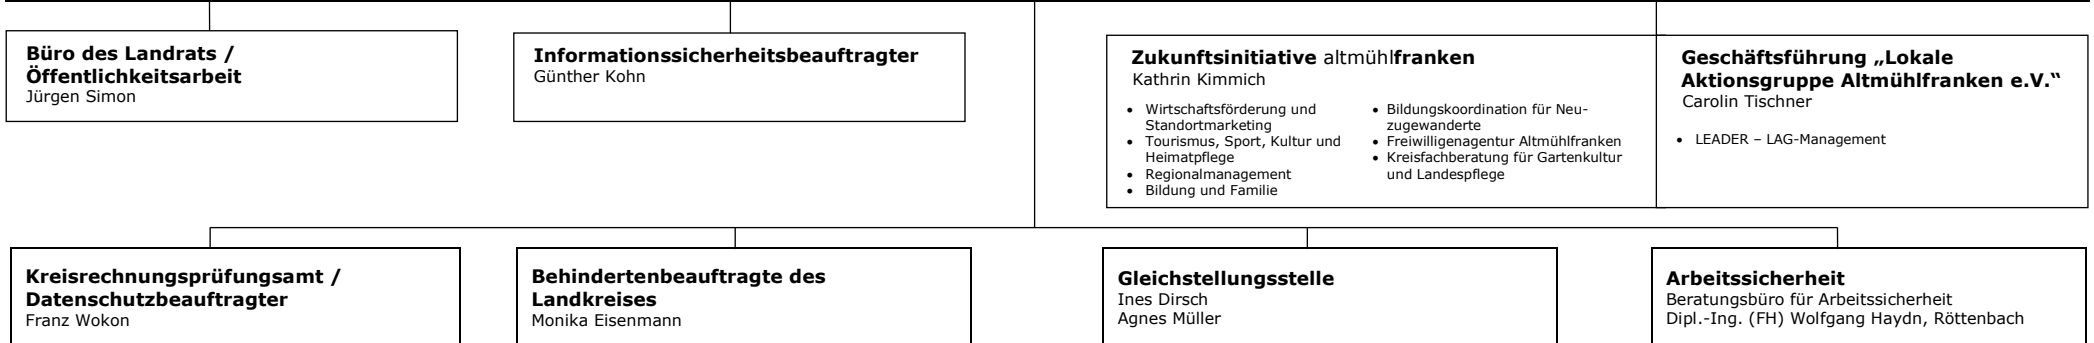 Büro des Landrats /
Öffentlichkeitsarbeit
Jürgen Simon
Informationssicherheitsbeauftragter
Günther Kohn
Zukunftsinitiative altmühlfranken
Kathrin Kimmich
• Wirtschaftsförderung und
Standortmarketing
• Tourismus, Sport, Kultur und
Heimatpflege
• Regionalmanagement
• Bildung und Familie
• Bildungskoordination für Neu-
zugewanderte
• Freiwilligenagentur Altmühlfranken
• Kreisfachberatung für Gartenkultur
und Landespflege
Geschäftsführung „Lokale
Aktionsgruppe Altmühlfranken e.V.“
Carolin Tischner
• LEADER – LAG-Management
Kreisrechnungsprüfungsamt /
Datenschutzbeauftragter
Franz Wokon
Behindertenbeauftragte des
Landkreises
Monika Eisenmann
Gleichstellungsstelle
Ines Dirsch
Agnes Müller
Arbeitssicherheit
Beratungsbüro für Arbeitssicherheit
Dipl.-Ing. (FH) Wolfgang Haydn, Röttenbach